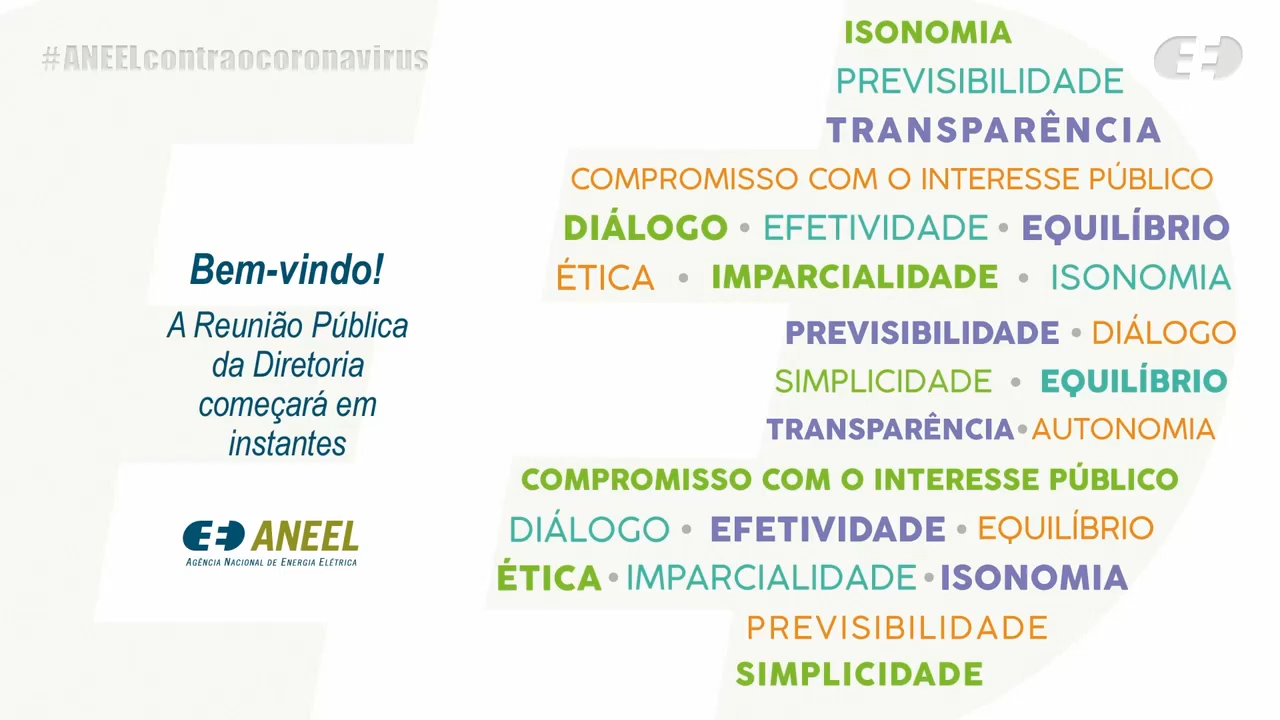 #ANEELcontraocoronavirus
Bem-vindo!
A Reunião Pública
da Diretoria
começará em
instantes
ANEEL
AGÊNCIA NACIONAL DE ENERGIA ELÉTRICA
ISONOMIA
PREVISIBILIDADE
TRANSPARÊNCIA
COMPROMISSO COM O INTERESSE PÚBLICO
DIÁLOGO • EFETIVIDADE • EQUILÍBRIO
ÉTICA • IMPARCIALIDADE • ISONOMIA
PREVISIBILIDADE • DIÁLOGO
SIMPLICIDADE • EQUILÍBRIO
TRANSPARÊNCIA•AUTONOMIA
COMPROMISSO COM O INTERESSE PÚBLICO
DIÁLOGO • EFETIVIDADE • EQUILÍBRIO
ÉTICA • IMPARCIALIDADE • ISONOMIA
PREVISIBILIDADE
SIMPLICIDADE